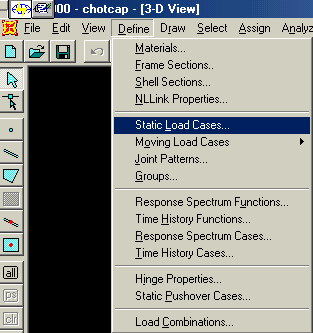 000 - chotcap - [3-D View]
File Edit View Define Draw Select Assign Analyz
Materials...
Frame Sections...
Shell Sections...
NLLink Properties...
Static Load Cases...
Moving Load Cases
Joint Patterns...
Groups...
Response Spectrum Functions...
Time History Functions...
Response Spectrum Cases...
Time History Cases...
Hinge Properties...
Static Pushover Cases...
Load Combinations...
all
ps
clr